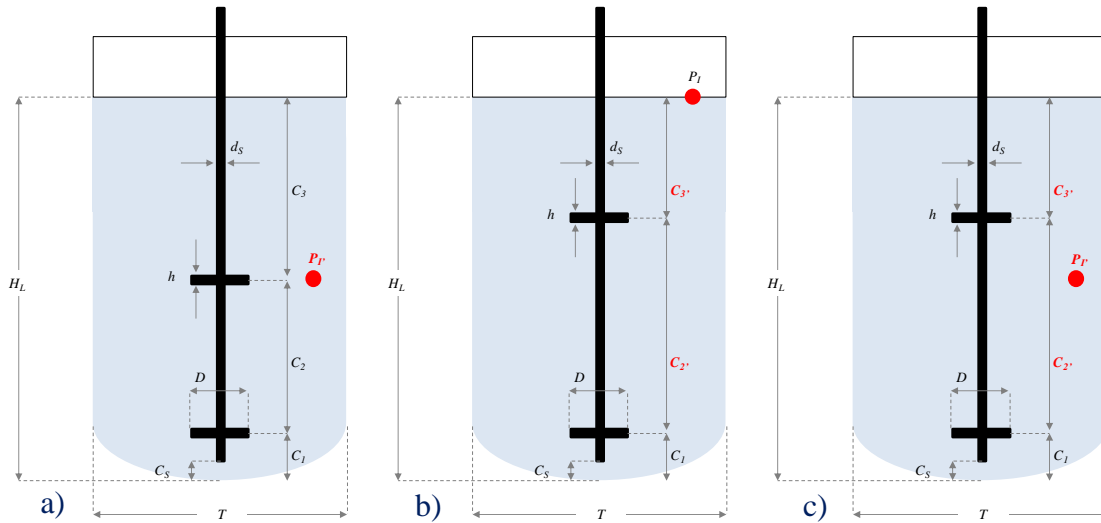 d_S
C_3
P_1'
h
H_L
C_2
D
C_1
C_S
T
a)
P_I
d_S
C_3'
h
H_L
C_2'
D
C_1
C_S
T
b)
d_S
C_3'
h
P_1'
H_L
C_2'
D
C_1
C_S
T
c)